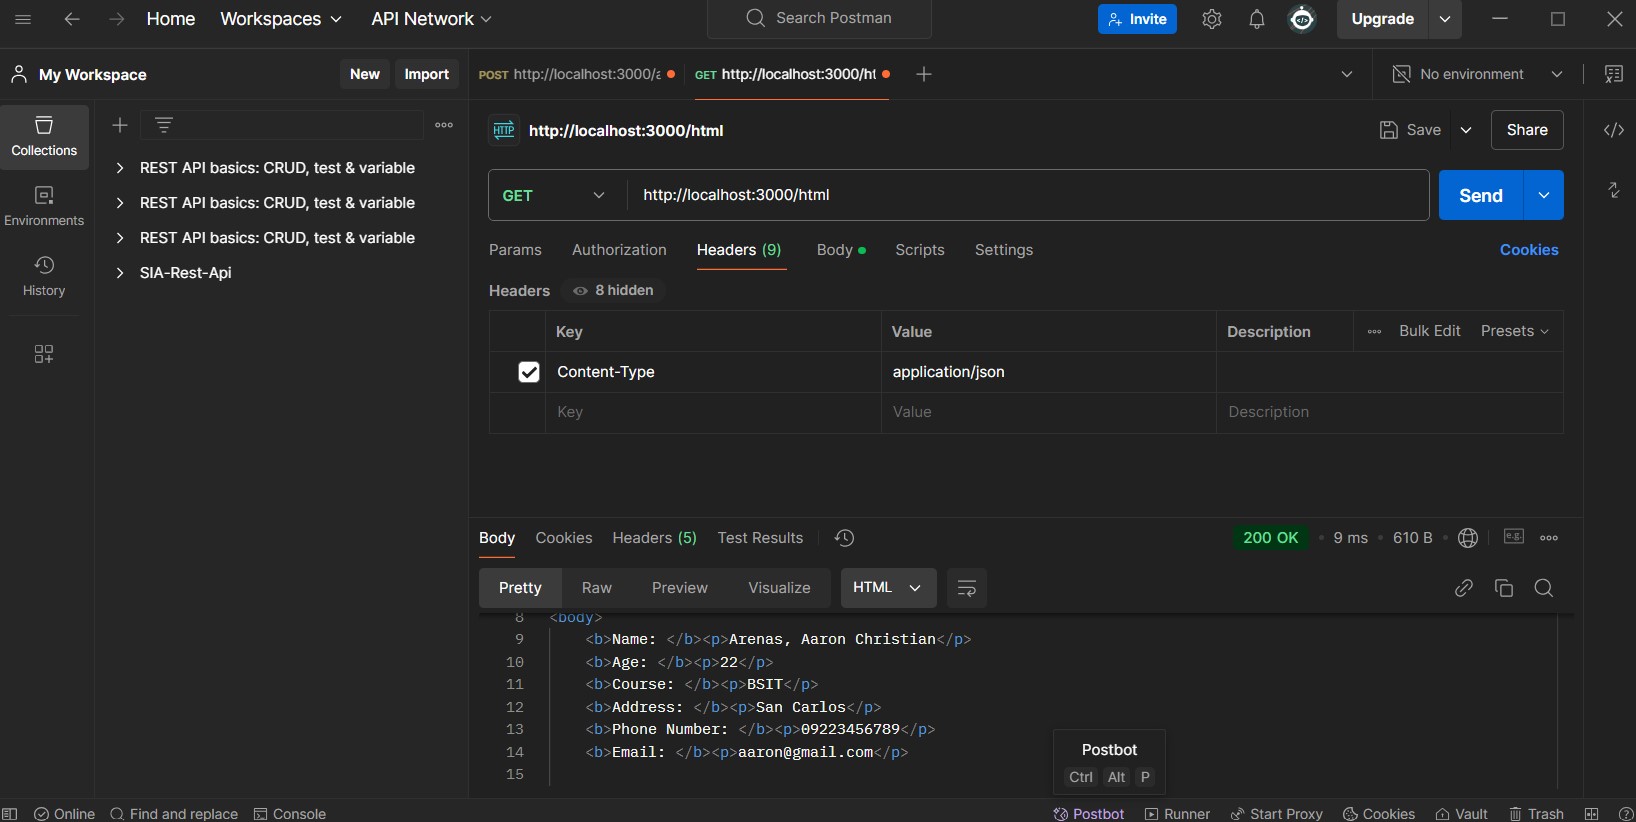 Home Workspaces API Network Search Postman Invite Upgrade
My Workspace New Import POST http://localhost:3000/a GET http://localhost:3000/ht No environment
Collections
Environments
History
REST API basics: CRUD, test & variable
REST API basics: CRUD, test & variable
REST API basics: CRUD, test & variable
SIA-Rest-Api
HTTP http://localhost:3000/html Save Share
GET http://localhost:3000/html Send
Params Authorization Headers (9) Body Scripts Settings Cookies
Headers 8 hidden
Key Value Description Bulk Edit Presets
Content-Type application/json
Key Value Description
Body Cookies Headers (5) Test Results 200 OK 9 ms 610 B e.g.
Pretty Raw Preview Visualize HTML
8 <body>
9 <b>Name: </b><p>Arenas, Aaron Christian</p>
10 <b>Age: </b><p>22</p>
11 <b>Course: </b><p>BSIT</p>
12 <b>Address: </b><p>San Carlos</p>
13 <b>Phone Number: </b><p>09223456789</p>
14 <b>Email: </b><p>aaron@gmail.com</p>
15
Postbot
Ctrl Alt P
Online Find and replace Console Postbot Runner Start Proxy Cookies Vault Trash